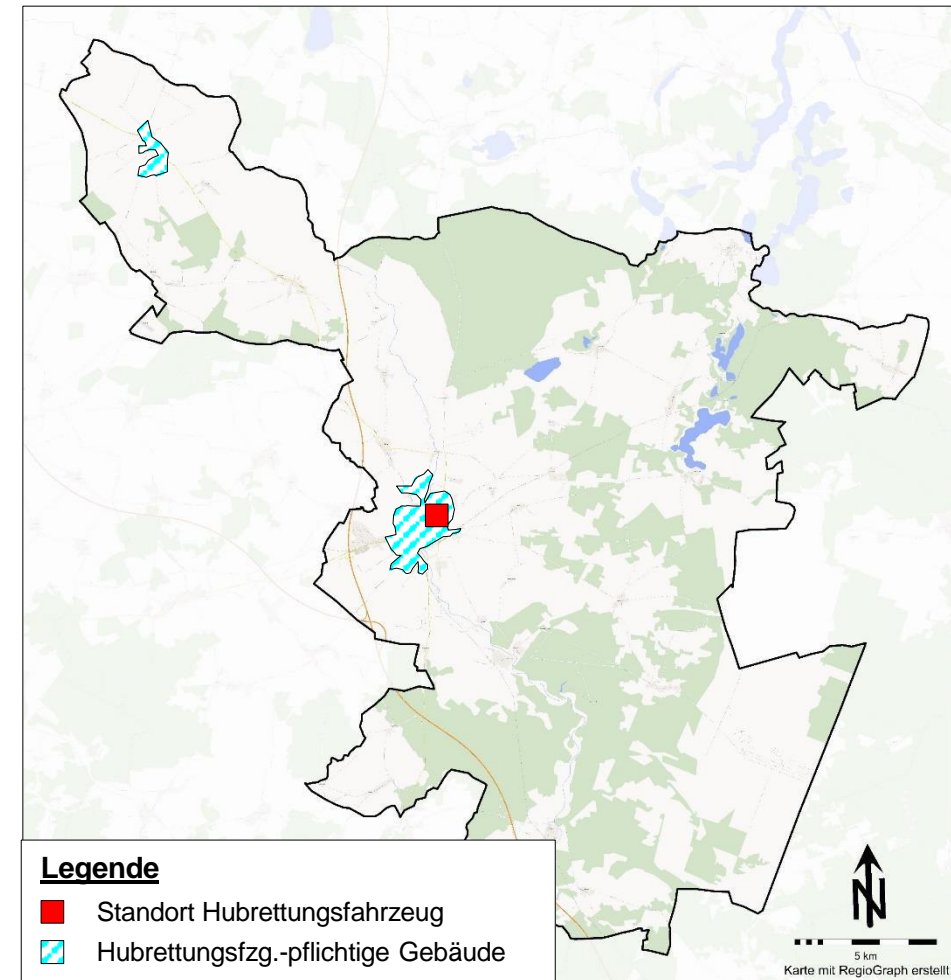 Legende
Standort Hubrettungsfahrzeug
Hubrettungsfzg.-pflichtige Gebäude
N
5 km
Karte mit RegioGraph erstellt